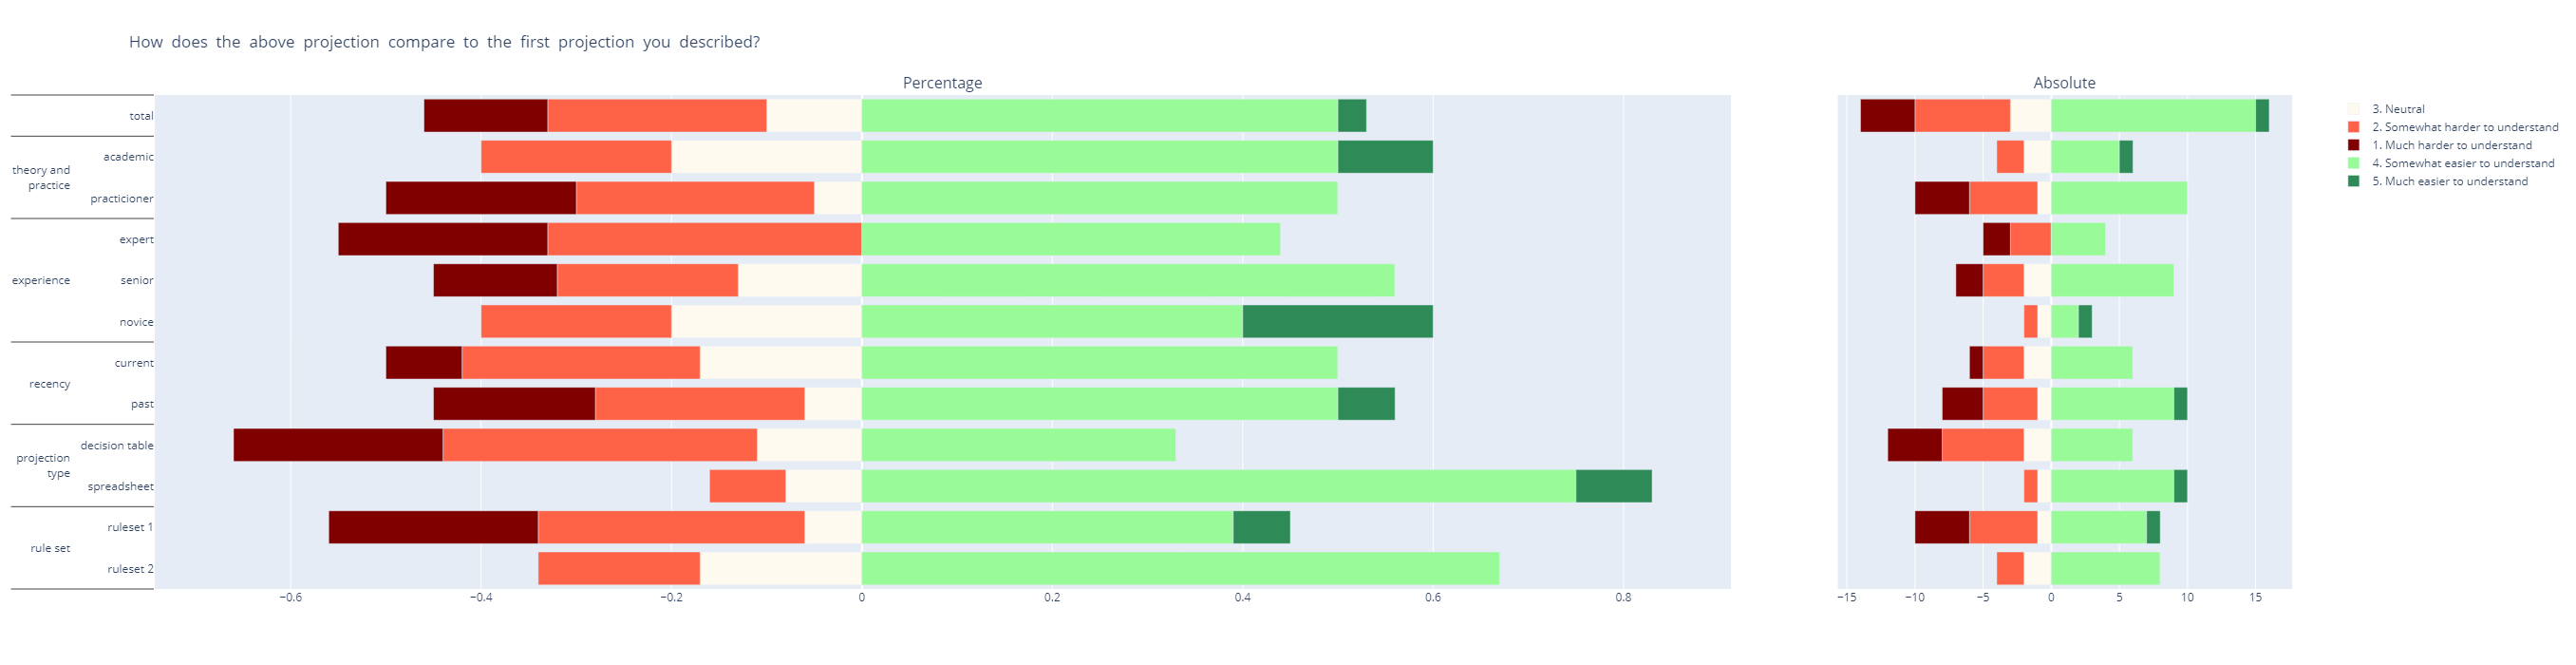 How does the above projection compare to the first projection you described?
Percentage
Absolute
total
theory and
practice
academic
practicioner
experience
expert
senior
novice
recency
current
past
projection
type
decision table
spreadsheet
rule set
ruleset 1
ruleset 2
−0.6 −0.4 −0.2 0 0.2 0.4 0.6 0.8
−15 −10 −5 0 5 10 15
3. Neutral
2. Somewhat harder to understand
1. Much harder to understand
4. Somewhat easier to understand
5. Much easier to understand